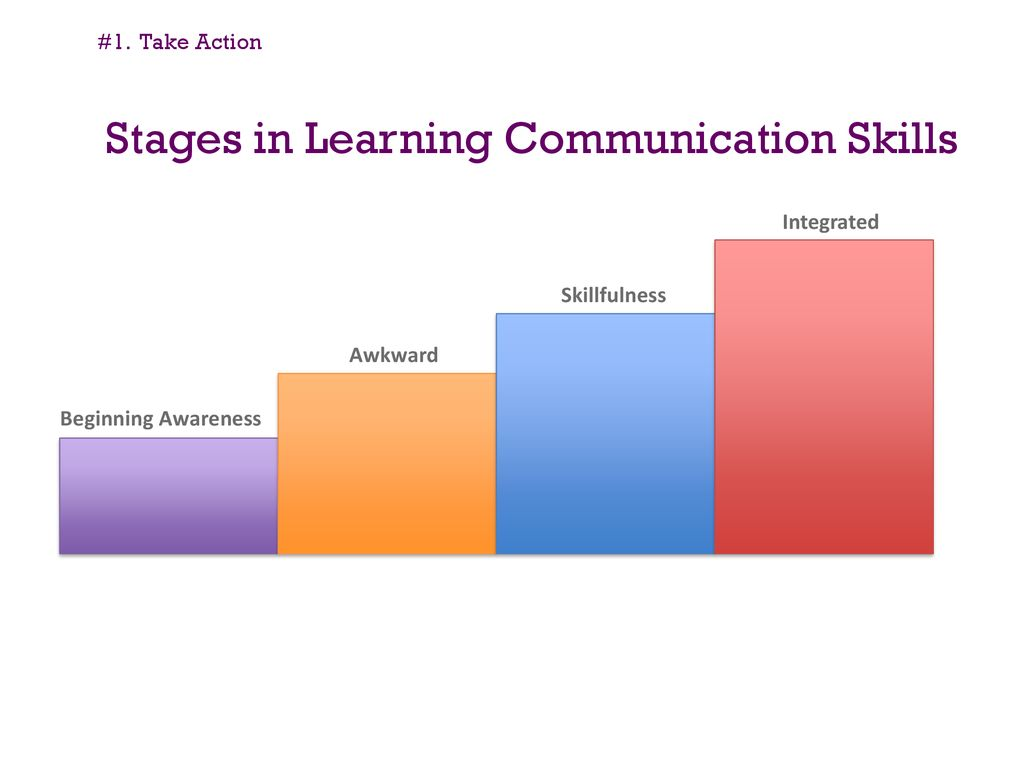 #1. Take Action
Stages in Learning Communication Skills
Integrated
Skillfulness
Awkward
Beginning Awareness